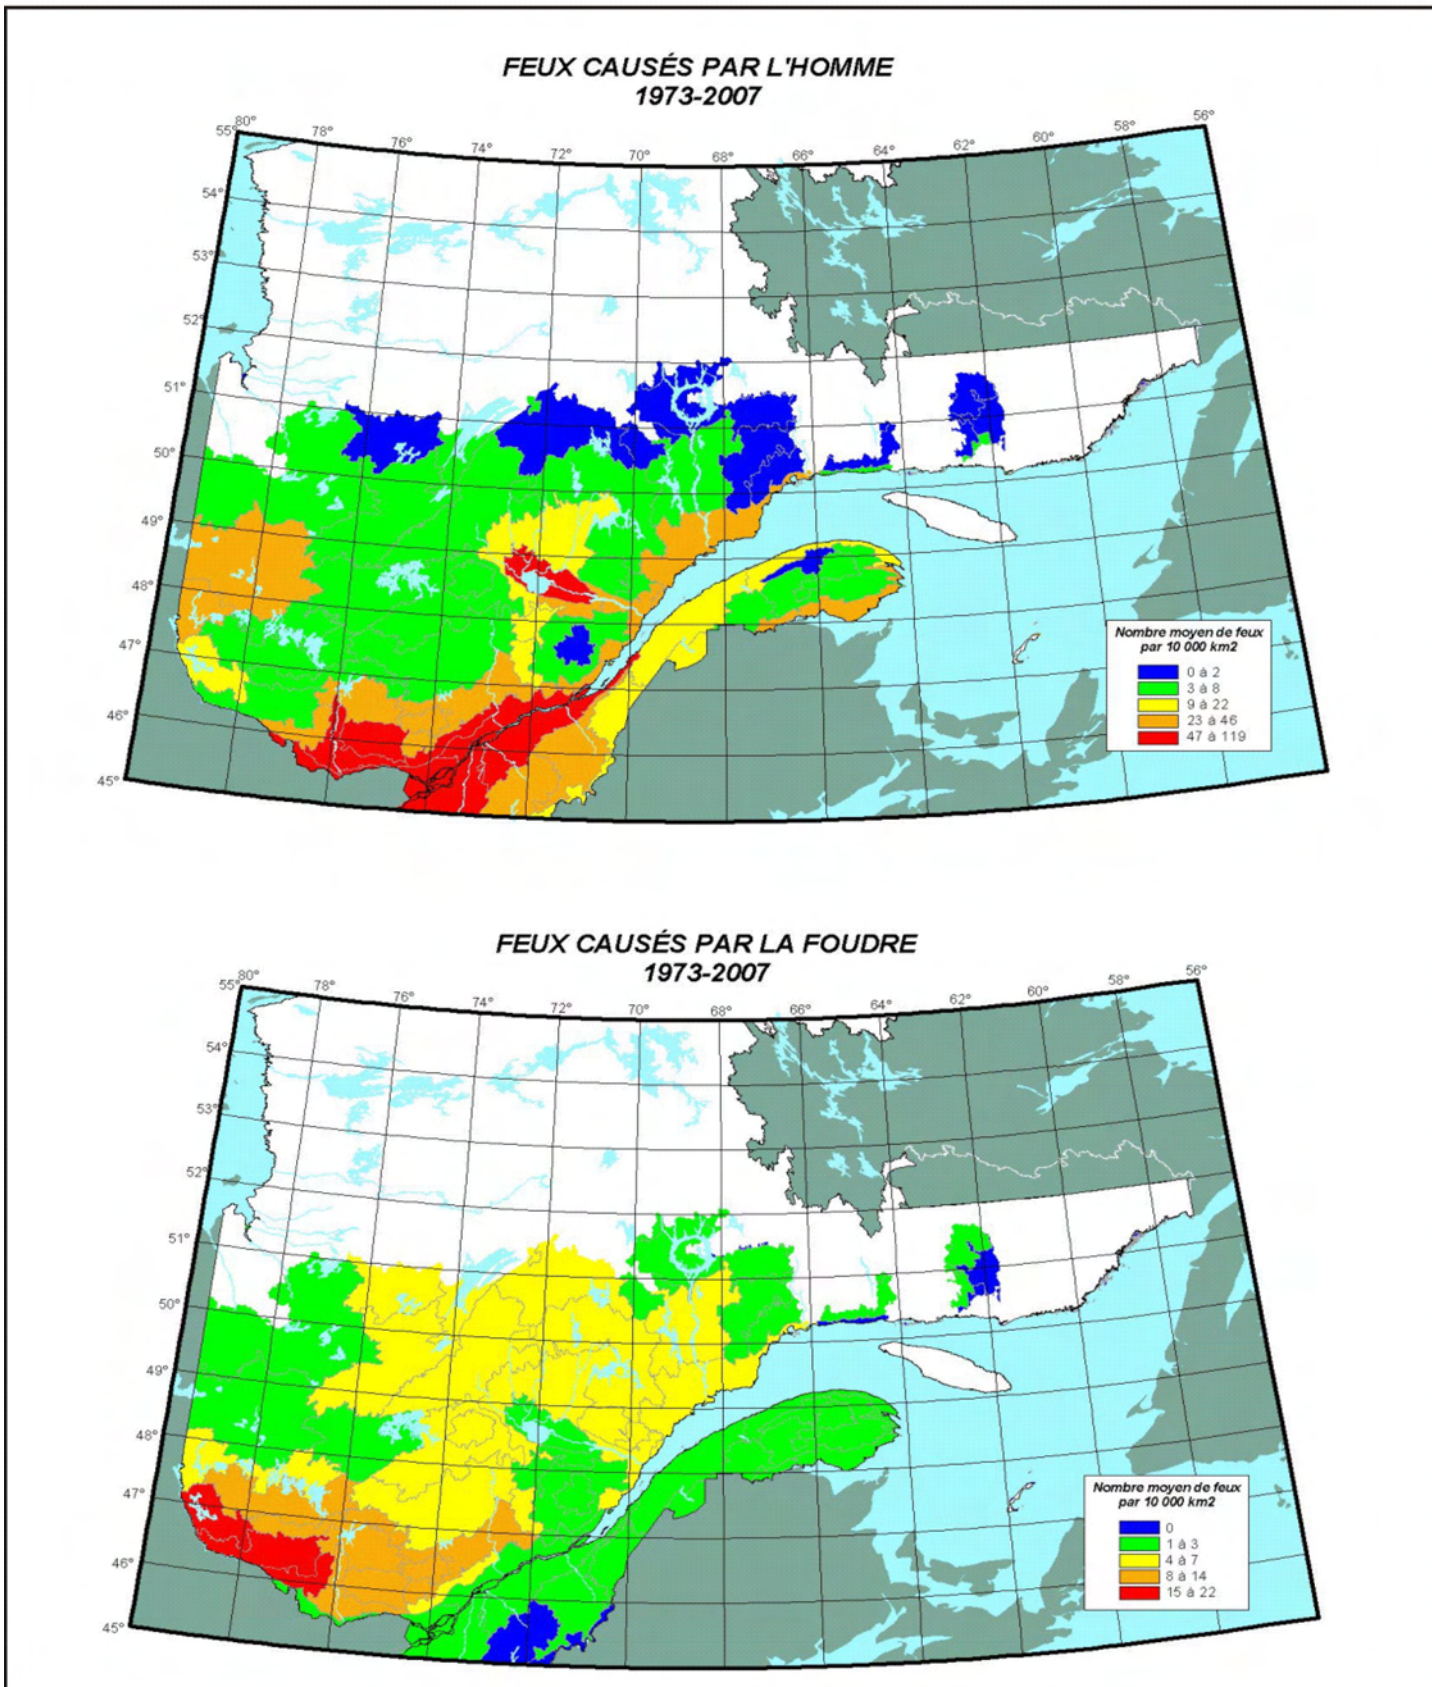 FEUX CAUSÉS PAR L'HOMME
1973-2007
55° 80° 78° 76° 74° 72° 70° 68° 66° 64° 62° 60° 58° 56°
54°
53°
52°
51°
50°
49°
48°
47°
46°
45°
Nombre moyen de feux
par 10 000 km2
0 à 2
3 à 8
9 à 22
23 à 46
47 à 119
FEUX CAUSÉS PAR LA FOUDRE
1973-2007
55° 80° 78° 76° 74° 72° 70° 68° 66° 64° 62° 60° 58° 56°
54°
53°
52°
51°
50°
49°
48°
47°
46°
45°
Nombre moyen de feux
par 10 000 km2
0
1 à 3
4 à 7
8 à 14
15 à 22